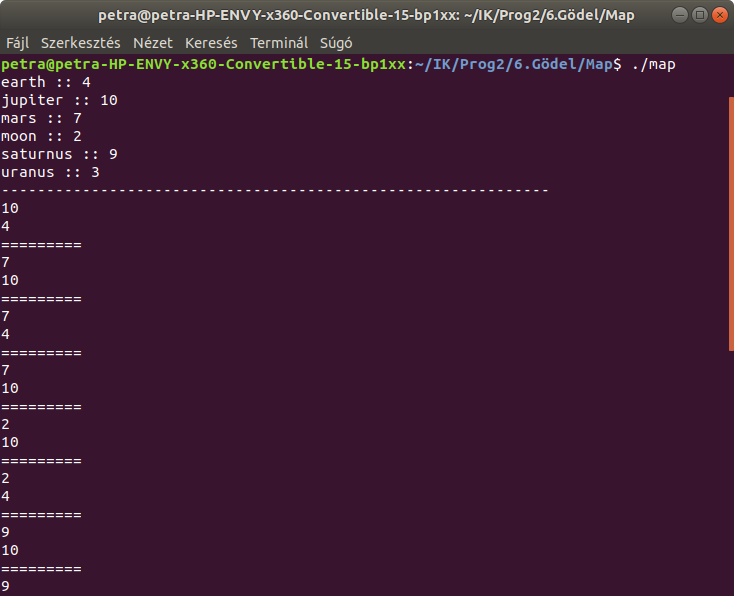 petra@petra-HP-ENVY-x360-Convertible-15-bp1xx: ~/IK/Prog2/6.Gödel/Map
Fájl Szerkesztés Nézet Keresés Terminál Súgó
petra@petra-HP-ENVY-x360-Convertible-15-bp1xx:~/IK/Prog2/6.Gödel/Map$ ./map
earth :: 4
jupiter :: 10
mars :: 7
moon :: 2
saturnus :: 9
uranus :: 3
-------------------------------------------------------------
10
4
=========
7
10
=========
7
4
=========
7
10
=========
2
10
=========
2
4
=========
9
10
=========
9